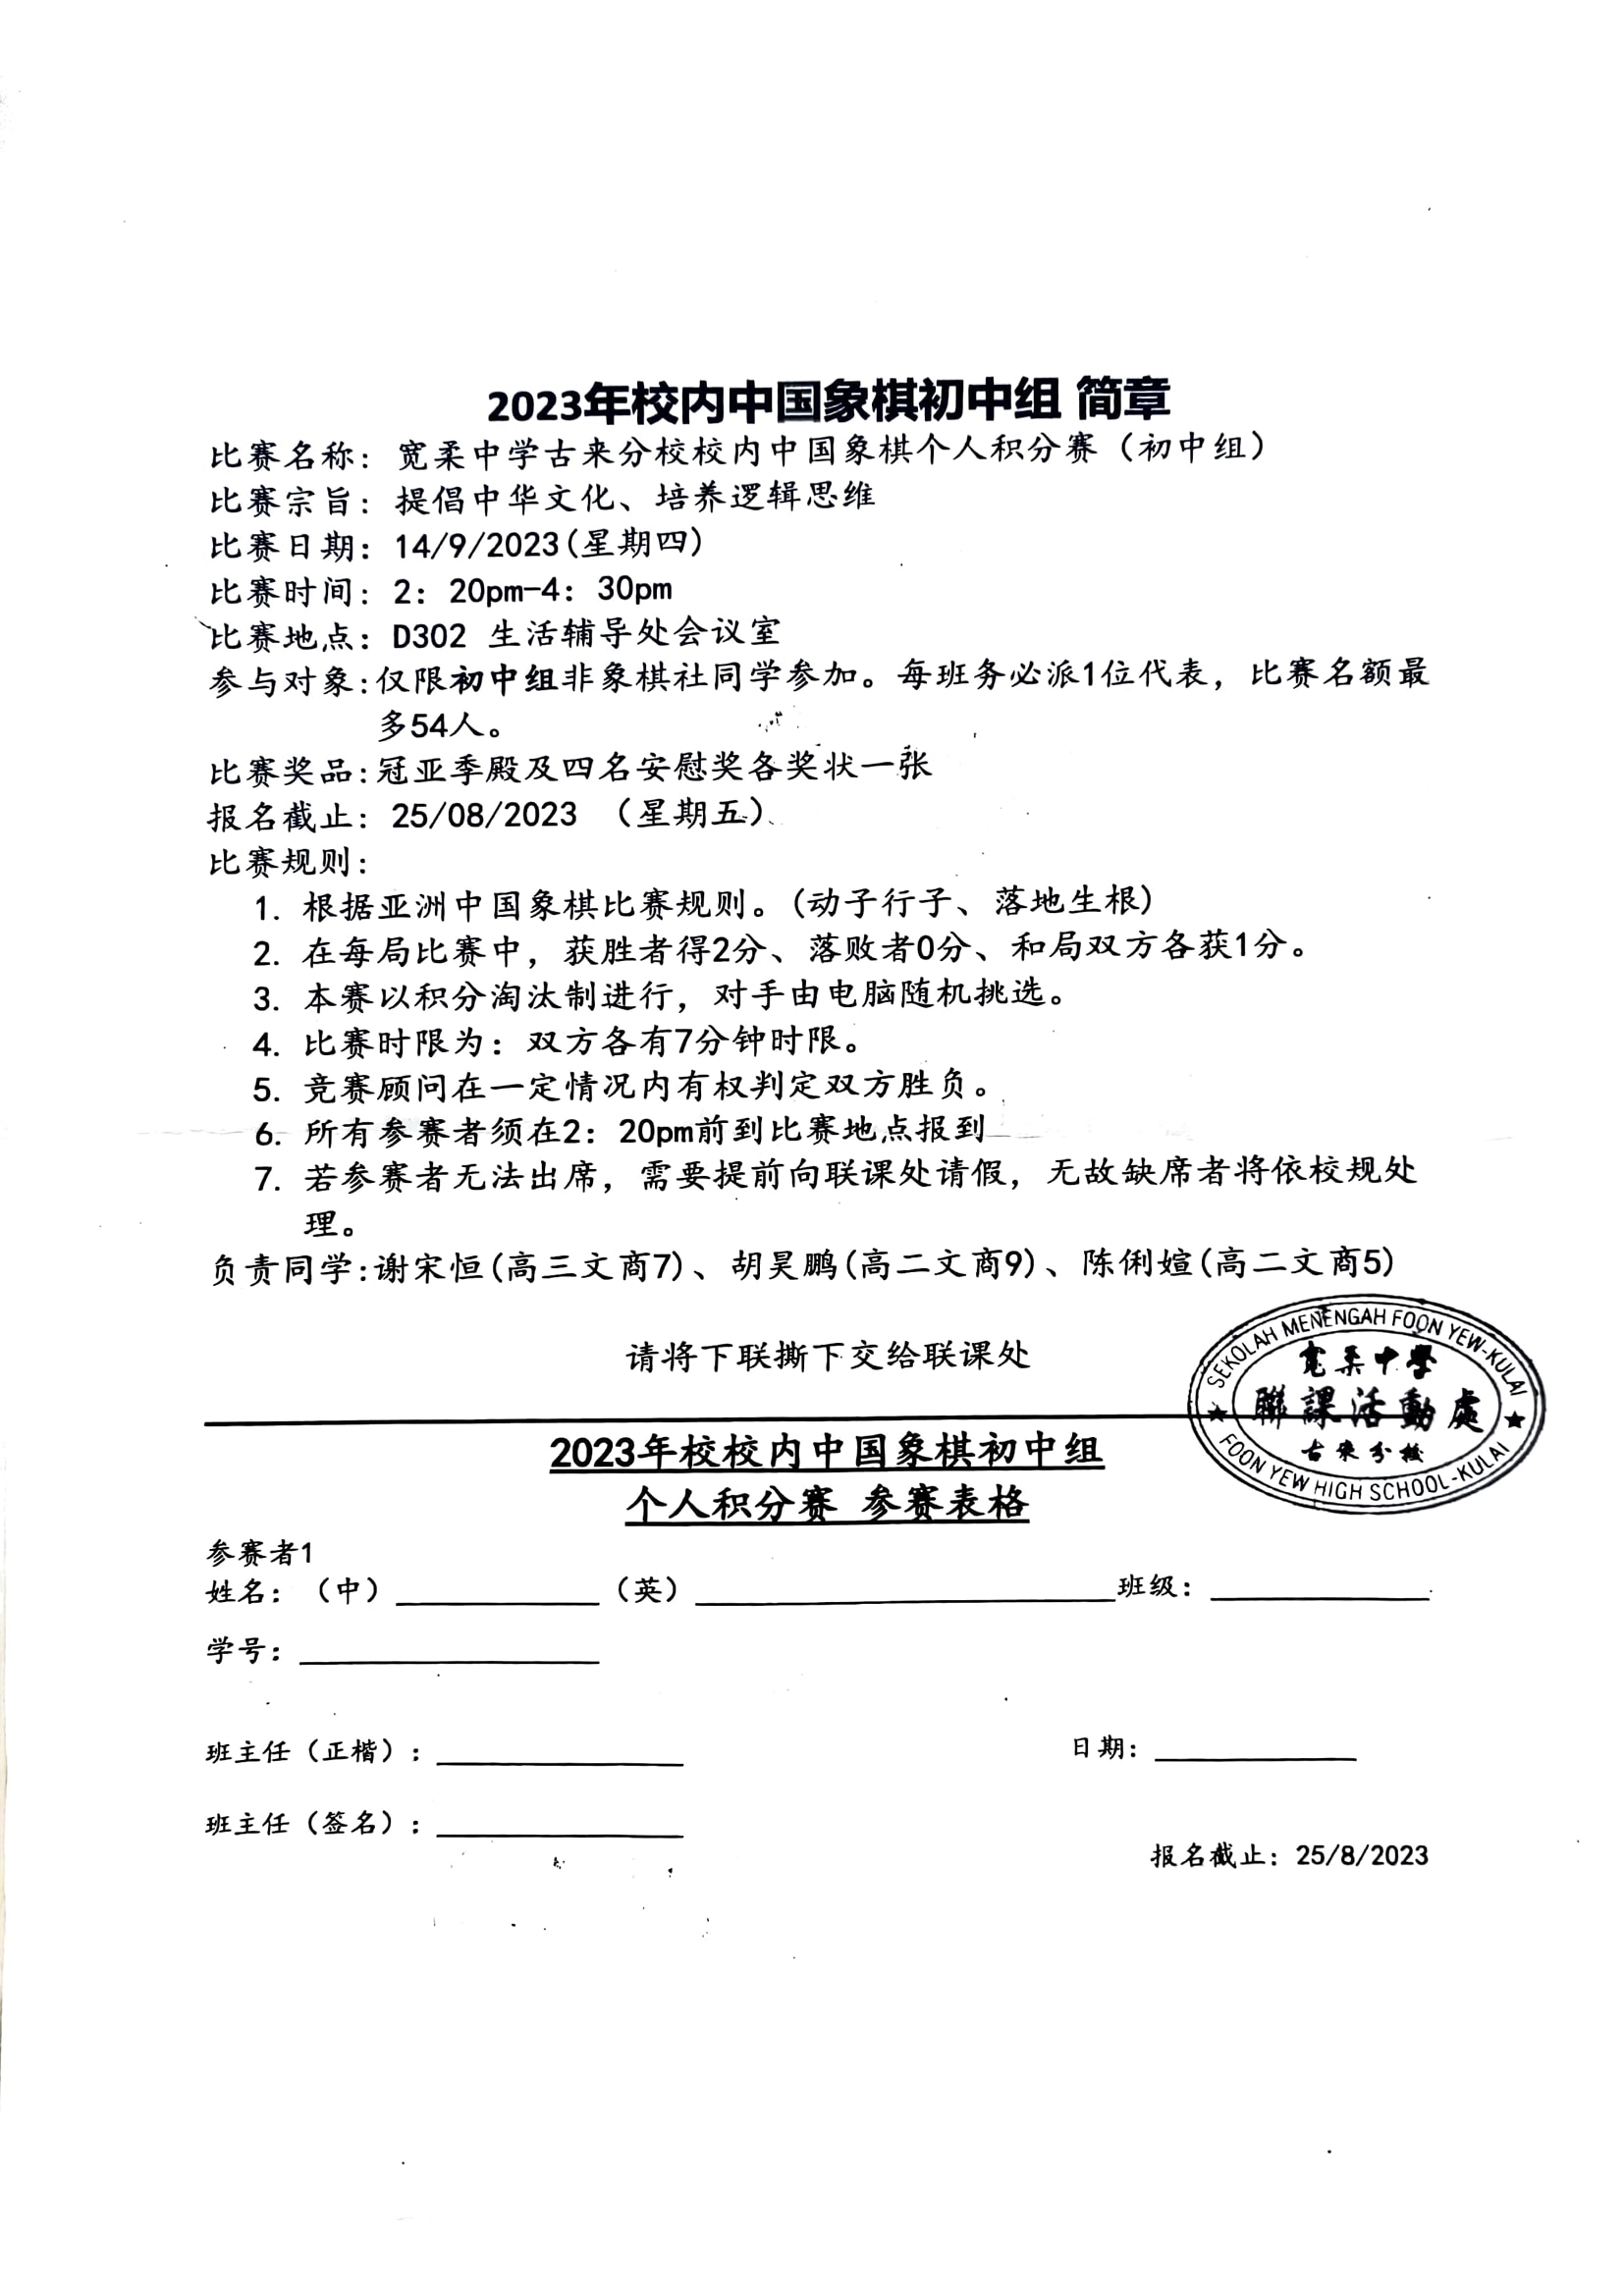 2023年校内中国象棋初中组 简章
比赛名称：宽柔中学古来分校校内中国象棋个人积分赛（初中组）
比赛宗旨：提倡中华文化、培养逻辑思维
比赛日期：14/9/2023(星期四)
比赛时间：2：20pm-4：30pm
比赛地点：D302 生活辅导处会议室
参与对象:仅限初中组非象棋社同学参加。每班务必派1位代表，比赛名额最
多54人。
比赛奖品:冠亚季殿及四名安慰奖各奖状一张
报名截止：25/08/2023 （星期五）
比赛规则：
1. 根据亚洲中国象棋比赛规则。(动子行子、落地生根)
2. 在每局比赛中，获胜者得2分、落败者0分、和局双方各获1分。
3. 本赛以积分淘汰制进行，对手由电脑随机挑选。
4. 比赛时限为：双方各有7分钟时限。
5. 竞赛顾问在一定情况内有权判定双方胜负。
6. 所有参赛者须在2：20pm前到比赛地点报到
7. 若参赛者无法出席，需要提前向联课处请假，无故缺席者将依校规处
理。
负责同学:谢宋恒(高三文商7)、胡昊鹏(高二文商9)、陈俐媗(高二文商5)
请将下联撕下交给联课处
SEKOLAH MENENGAH FOON YEW-KULAI
寬柔中學
聯課活動處
古來分校
FOON YEW HIGH SCHOOL-KULAI
2023年校校内中国象棋初中组
个人积分赛 参赛表格
参赛者1
姓名：（中）____________（英）________________________班级：____________
学号：________________
班主任（正楷）：______________ 日期：____________
班主任（签名）：______________
报名截止：25/8/2023